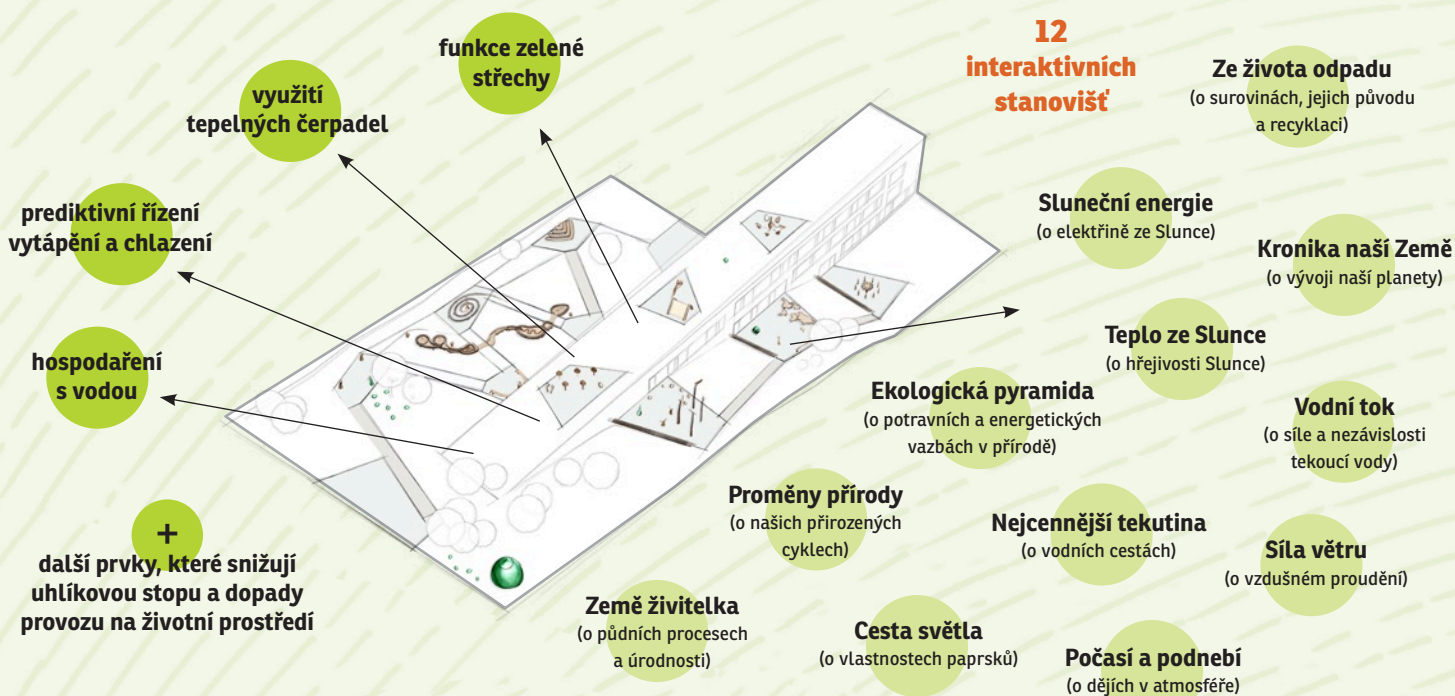 funkce zelené
střechy
využití
tepelných čerpadel
prediktivní řízení
vytápění a chlazení
hospodaření
s vodou
+
další prvky, které snižují
uhlíkovou stopu a dopady
provozu na životní prostředí
12
interaktivních
stanovišť
Ze života odpadu
(o surovinách, jejich původu
a recyklaci)
Sluneční energie
(o elektřině ze Slunce)
Kronika naší Země
(o vývoji naší planety)
Teplo ze Slunce
(o hřejivosti Slunce)
Ekologická pyramida
(o potravních a energetických
vazbách v přírodě)
Vodní tok
(o síle a nezávislosti
tekoucí vody)
Proměny přírody
(o našich přirozených
cyklech)
Nejcennější tekutina
(o vodních cestách)
Síla větru
(o vzdušném proudění)
Země živitelka
(o půdních procesech
a úrodnosti)
Cesta světla
(o vlastnostech paprsků)
Počasí a podnebí
(o dějích v atmosféře)